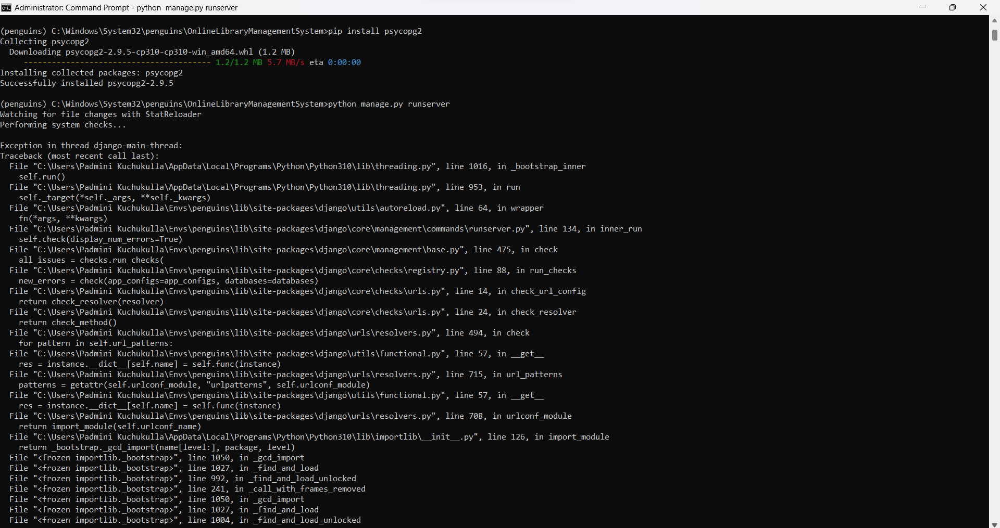 Administrator: Command Prompt - python  manage.py runserver
(penguins) C:\Windows\System32\penguins\OnlineLibraryManagementSystem>pip install psycopg2
Collecting psycopg2
  Downloading psycopg2-2.9.5-cp310-cp310-win_amd64.whl (1.2 MB)
     ---------------------------------------- 1.2/1.2 MB 5.7 MB/s eta 0:00:00
Installing collected packages: psycopg2
Successfully installed psycopg2-2.9.5
(penguins) C:\Windows\System32\penguins\OnlineLibraryManagementSystem>python manage.py runserver
Watching for file changes with StatReloader
Performing system checks...
Exception in thread django-main-thread:
Traceback (most recent call last):
  File "C:\Users\Padmini Kuchukulla\AppData\Local\Programs\Python\Python310\lib\threading.py", line 1016, in _bootstrap_inner
    self.run()
  File "C:\Users\Padmini Kuchukulla\AppData\Local\Programs\Python\Python310\lib\threading.py", line 953, in run
    self._target(*self._args, **self._kwargs)
  File "C:\Users\Padmini Kuchukulla\Envs\penguins\lib\site-packages\django\utils\autoreload.py", line 64, in wrapper
    fn(*args, **kwargs)
  File "C:\Users\Padmini Kuchukulla\Envs\penguins\lib\site-packages\django\core\management\commands\runserver.py", line 134, in inner_run
    self.check(display_num_errors=True)
  File "C:\Users\Padmini Kuchukulla\Envs\penguins\lib\site-packages\django\core\management\base.py", line 475, in check
    all_issues = checks.run_checks(
  File "C:\Users\Padmini Kuchukulla\Envs\penguins\lib\site-packages\django\core\checks\registry.py", line 88, in run_checks
    new_errors = check(app_configs=app_configs, databases=databases)
  File "C:\Users\Padmini Kuchukulla\Envs\penguins\lib\site-packages\django\core\checks\urls.py", line 14, in check_url_config
    return check_resolver(resolver)
  File "C:\Users\Padmini Kuchukulla\Envs\penguins\lib\site-packages\django\core\checks\urls.py", line 24, in check_resolver
    return check_method()
  File "C:\Users\Padmini Kuchukulla\Envs\penguins\lib\site-packages\django\urls\resolvers.py", line 494, in check
    for pattern in self.url_patterns:
  File "C:\Users\Padmini Kuchukulla\Envs\penguins\lib\site-packages\django\utils\functional.py", line 57, in __get__
    res = instance.__dict__[self.name] = self.func(instance)
  File "C:\Users\Padmini Kuchukulla\Envs\penguins\lib\site-packages\django\urls\resolvers.py", line 715, in url_patterns
    patterns = getattr(self.urlconf_module, "urlpatterns", self.urlconf_module)
  File "C:\Users\Padmini Kuchukulla\Envs\penguins\lib\site-packages\django\utils\functional.py", line 57, in __get__
    res = instance.__dict__[self.name] = self.func(instance)
  File "C:\Users\Padmini Kuchukulla\Envs\penguins\lib\site-packages\django\urls\resolvers.py", line 708, in urlconf_module
    return import_module(self.urlconf_name)
  File "C:\Users\Padmini Kuchukulla\AppData\Local\Programs\Python\Python310\lib\importlib\__init__.py", line 126, in import_module
    return _bootstrap._gcd_import(name[level:], package, level)
  File "<frozen importlib._bootstrap>", line 1050, in _gcd_import
  File "<frozen importlib._bootstrap>", line 1027, in _find_and_load
  File "<frozen importlib._bootstrap>", line 992, in _find_and_load_unlocked
  File "<frozen importlib._bootstrap>", line 241, in _call_with_frames_removed
  File "<frozen importlib._bootstrap>", line 1050, in _gcd_import
  File "<frozen importlib._bootstrap>", line 1027, in _find_and_load
  File "<frozen importlib._bootstrap>", line 1004, in _find_and_load_unlocked